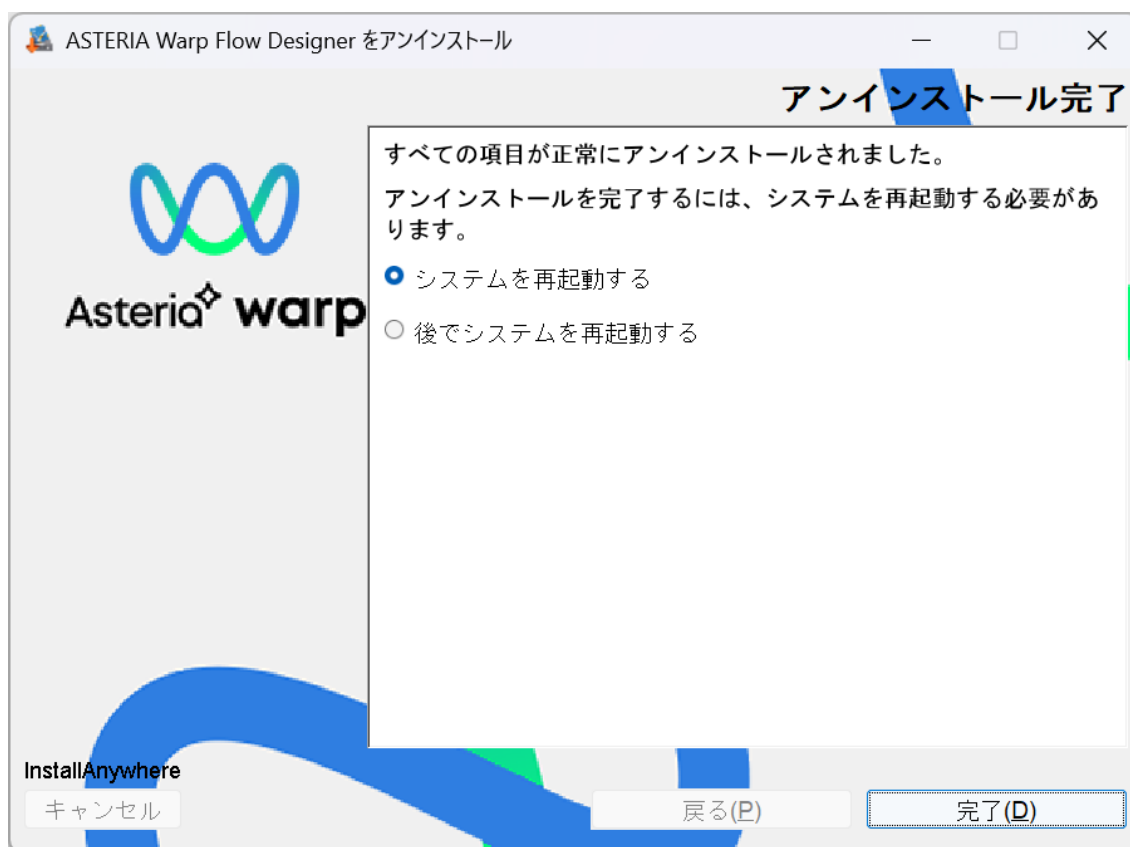 ASTERIA Warp Flow Designer をアンインストール
アンインストール完了
Asteria warp
すべての項目が正常にアンインストールされました。
アンインストールを完了するには、システムを再起動する必要があ
ります。
システムを再起動する
後でシステムを再起動する
InstallAnywhere
キャンセル
戻る(P)
完了(D)